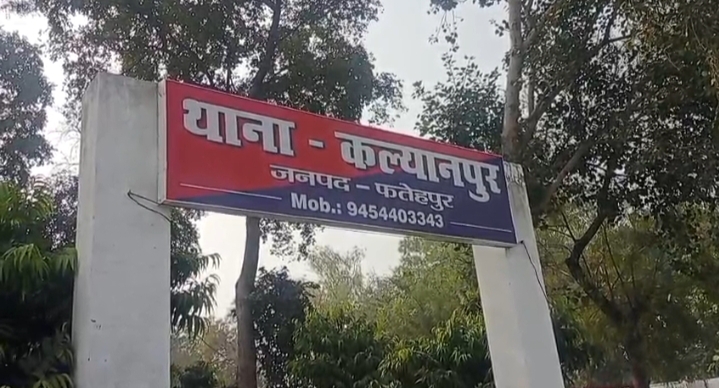 थाना - कल्यानपुर
जनपद – फतेहपुर
Mob.: 9454403343